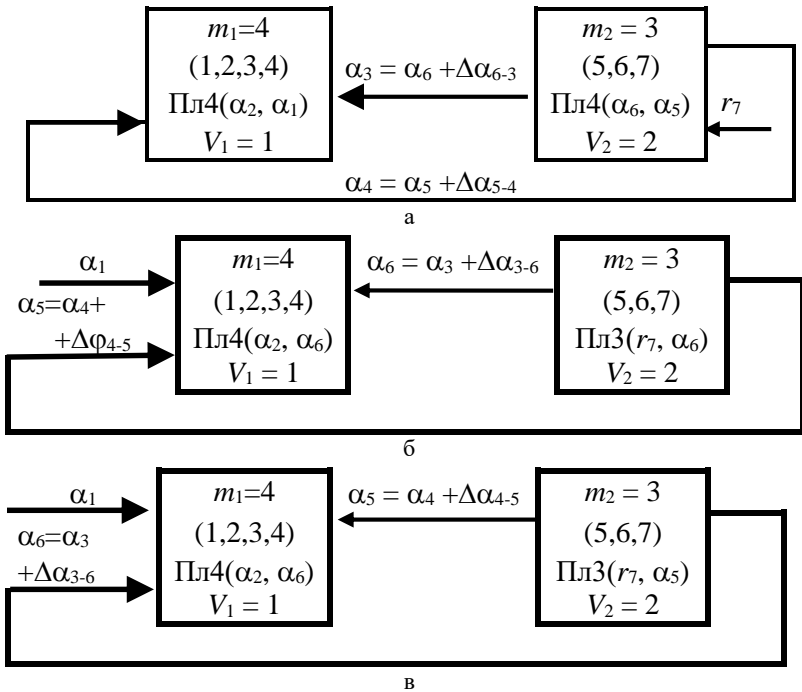 m₁=4
(1,2,3,4)
Пл4(α₂, α₁)
V₁ = 1
α₃ = α₆ +Δα₆₋₃
m₂ = 3
(5,6,7)
Пл4(α₆, α₅)
V₂ = 2
r₇
α₄ = α₅ + Δα₅₋₄
а
α₁
α₅=α₄+
+Δφ₄₋₅
m₁=4
(1,2,3,4)
Пл4(α₂, α₆)
V₁ = 1
α₆ = α₃ +Δα₃₋₆
m₂ = 3
(5,6,7)
Пл3(r₇, α₆)
V₂ = 2
б
α₁
α₆=α₃
+Δα₃₋₆
m₁=4
(1,2,3,4)
Пл4(α₂, α₆)
V₁ = 1
α₅ = α₄ +Δα₄₋₅
m₂ = 3
(5,6,7)
Пл3(r₇, α₅)
V₂ = 2
в